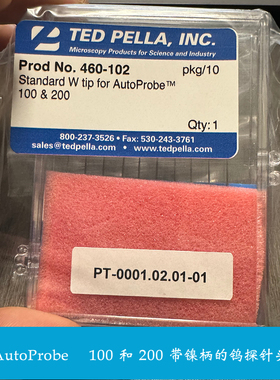 TED PELLA, INC.
Microscopy Products for Science and Industry
Prod No. 460-102 pkg/10
Standard W tip for AutoProbe™
100 & 200
Qty: 1
800-237-3526 • Fax: 530-243-3761
sales@tedpella.com www.tedpella.com
PT-0001.02.01-01
AutoProbe 100 和 200 带镍柄的钨探针